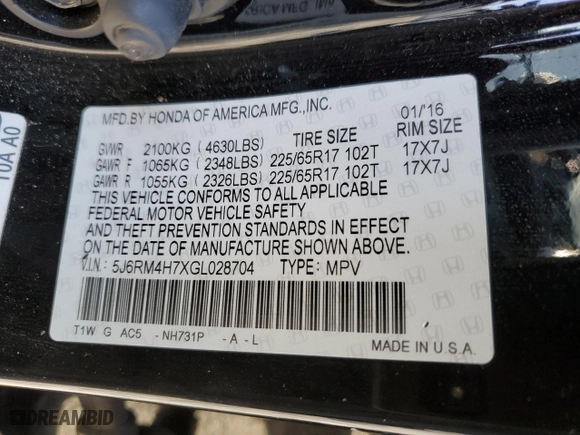 10A A0
MFD.BY HONDA OF AMERICA MFG.,INC. 01/16
GVWR 2100KG (4630LBS) TIRE SIZE RIM SIZE
GAWR F 1065KG (2348LBS) 225/65R17 102T 17X7J
GAWR R 1055KG (2326LBS) 225/65R17 102T 17X7J
THIS VEHICLE CONFORMS TO ALL APPLICABLE
FEDERAL MOTOR VEHICLE SAFETY
AND THEFT PREVENTION STANDARDS IN EFFECT
ON THE DATE OF MANUFACTURE SHOWN ABOVE.
V.I.N: 5J6RM4H7XGL028704 TYPE: MPV
T1W G AC5 -NH731P -A-L
MADE IN U.S.A.
DREAMBID